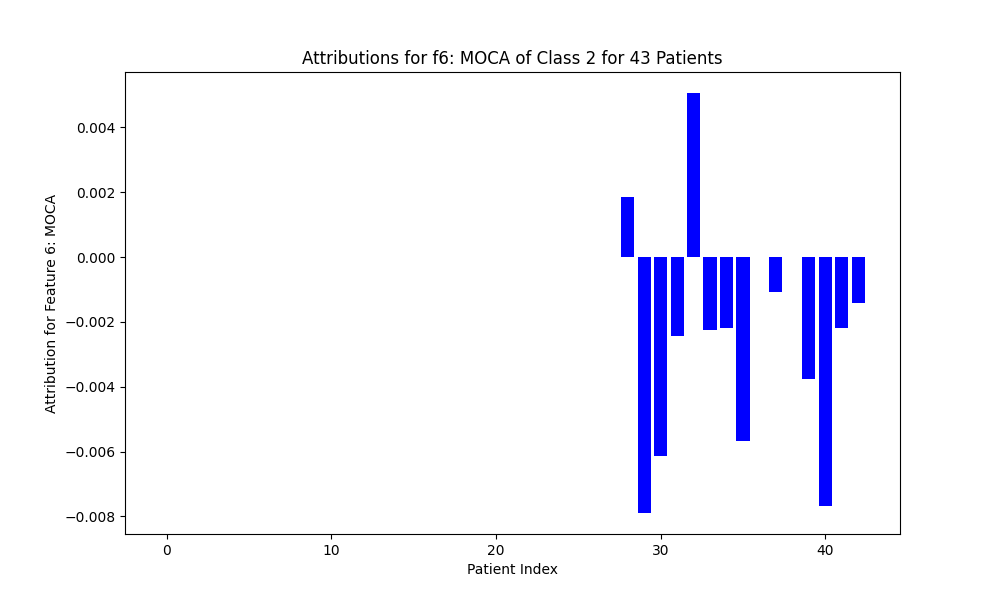 Attributions for f6: MOCA of Class 2 for 43 Patients
Attribution for Feature 6: MOCA
0.004
0.002
0.000
−0.002
−0.004
−0.006
−0.008
0 10 20 30 40
Patient Index